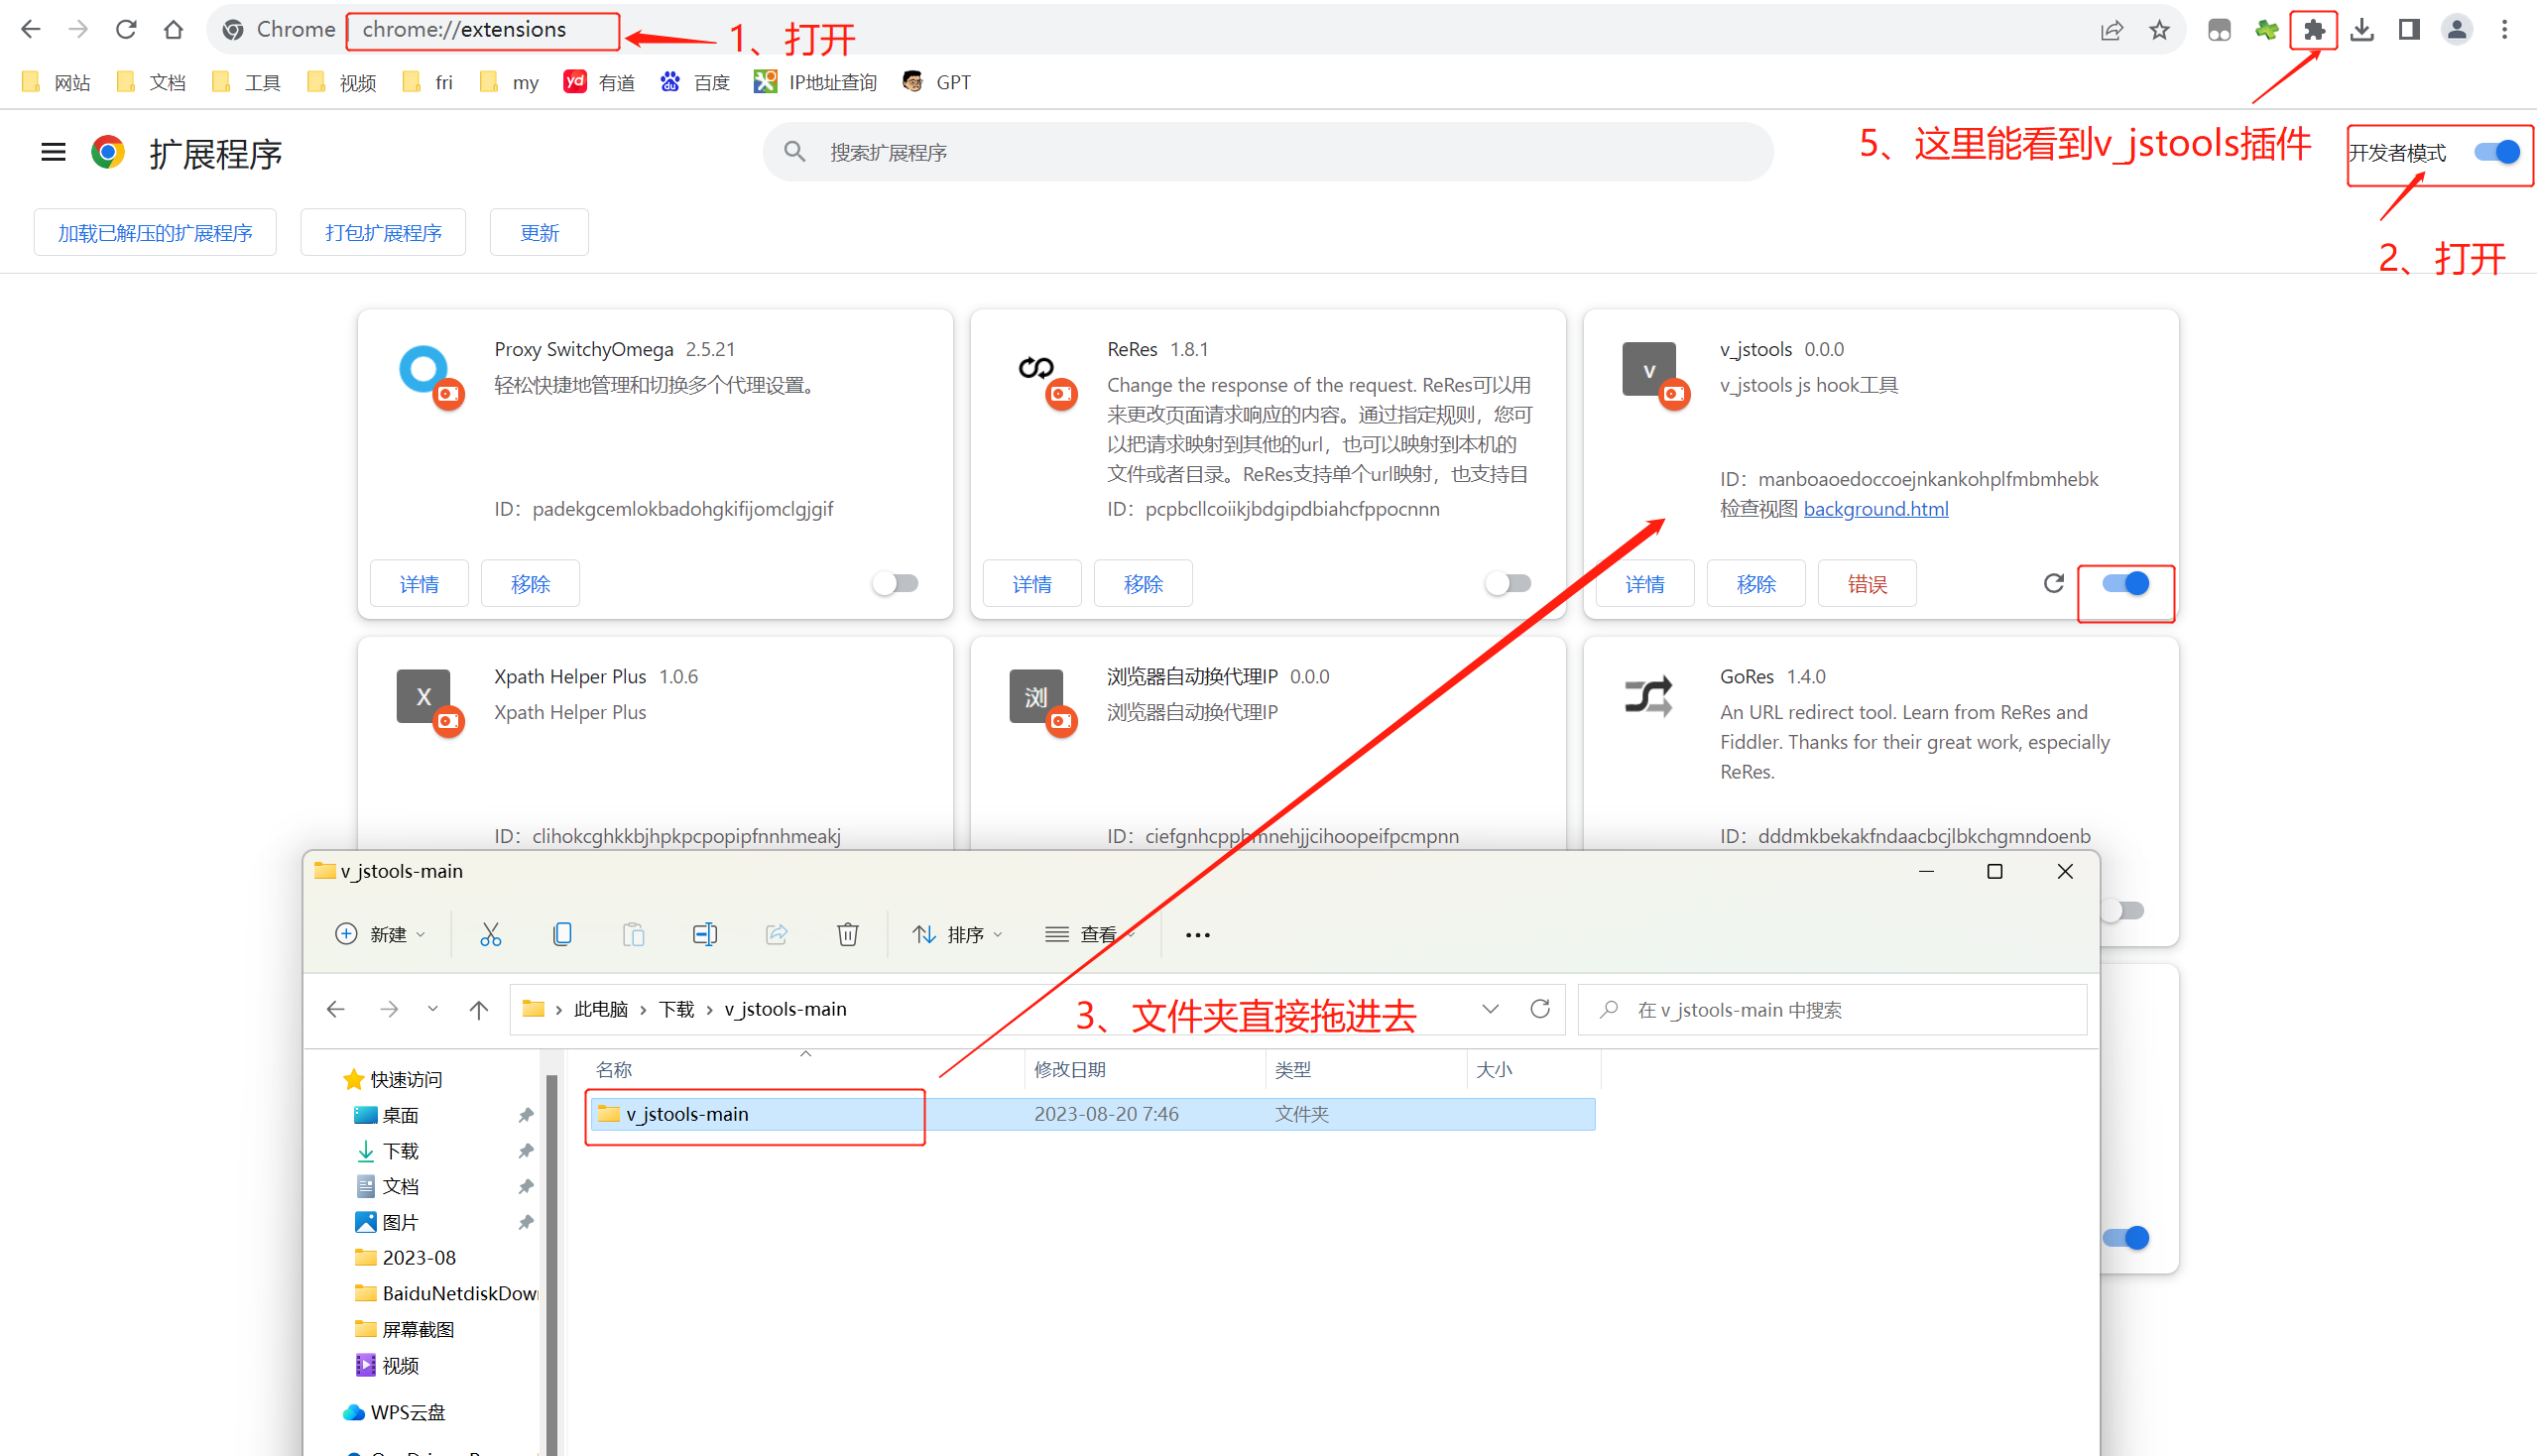 Chrome chrome://extensions
1、打开
网站 文档 工具 视频 fri my 有道 百度 IP地址查询 GPT
扩展程序
搜索扩展程序
5、这里能看到v_jstools插件
开发者模式
2、打开
加载已解压的扩展程序 打包扩展程序 更新
Proxy SwitchyOmega 2.5.21
轻松快捷地管理和切换多个代理设置。
ID：padekgcemlokbadohgkifijomclgjgif
详情 移除
ReRes 1.8.1
Change the response of the request. ReRes可以用
来更改页面请求响应的内容。通过指定规则，您可
以把请求映射到其他的url，也可以映射到本机的
文件或者目录。ReRes支持单个url映射，也支持目
ID：pcpbcllcoiikjbdgipdbiahcfppocnnn
详情 移除
v
v_jstools 0.0.0
v_jstools js hook工具
ID：manboaoedoccoejnkankohplfmbmhebk
检查视图 background.html
详情 移除 错误
X
Xpath Helper Plus 1.0.6
Xpath Helper Plus
ID：clihokcghkkbjhpkpcpopipfnnhmeakj
浏
浏览器自动换代理IP 0.0.0
浏览器自动换代理IP
GoRes 1.4.0
An URL redirect tool. Learn from ReRes and
Fiddler. Thanks for their great work, especially
ReRes.
ID：dddmkbekakfndaacbcjlbkchgmndoenb
v_jstools-main
新建 排序 查看
此电脑 › 下载 › v_jstools-main
3、文件夹直接拖进去
在 v_jstools-main 中搜索
名称 修改日期 类型 大小
v_jstools-main 2023-08-20 7:46 文件夹
快速访问
桌面
下载
文档
图片
2023-08
BaiduNetdiskDow
屏幕截图
视频
WPS云盘